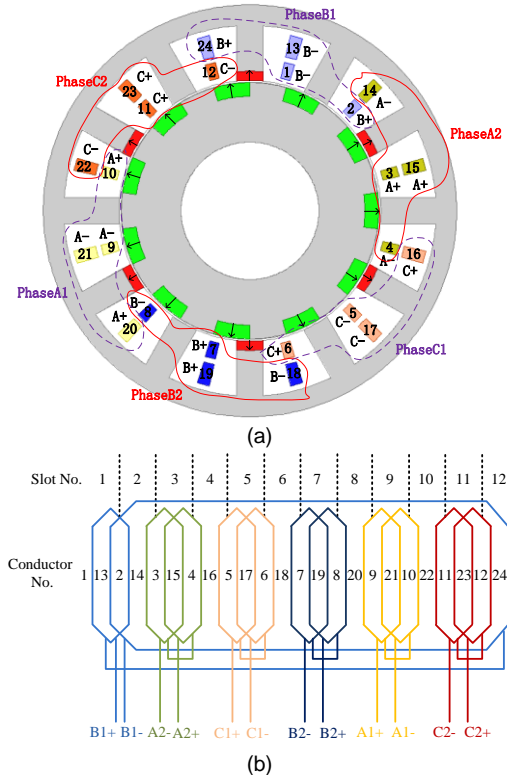 PhaseB1
24 B+ 13 B-
12 C- 1 B-
PhaseC2
C+ 23 C+ 11
2 B+ 14 A-
PhaseA2
C- 22 A+ 10
3 15 A+ A+
A- A- 21 9
4 A- 16 C+
PhaseA1
B- 8 A+ 20
5 C- C- 17
PhaseC1
B+ 7 B+ 19
C+ 6 B- 18
PhaseB2
(a)
Slot No. 1 2 3 4 5 6 7 8 9 10 11 12
Conductor
No. 1 13 2 14 3 15 4 16 5 17 6 18 7 19 8 20 9 21 10 22 11 23 12 24
B1+ B1- A2- A2+ C1+ C1- B2- B2+ A1+ A1- C2- C2+
(b)